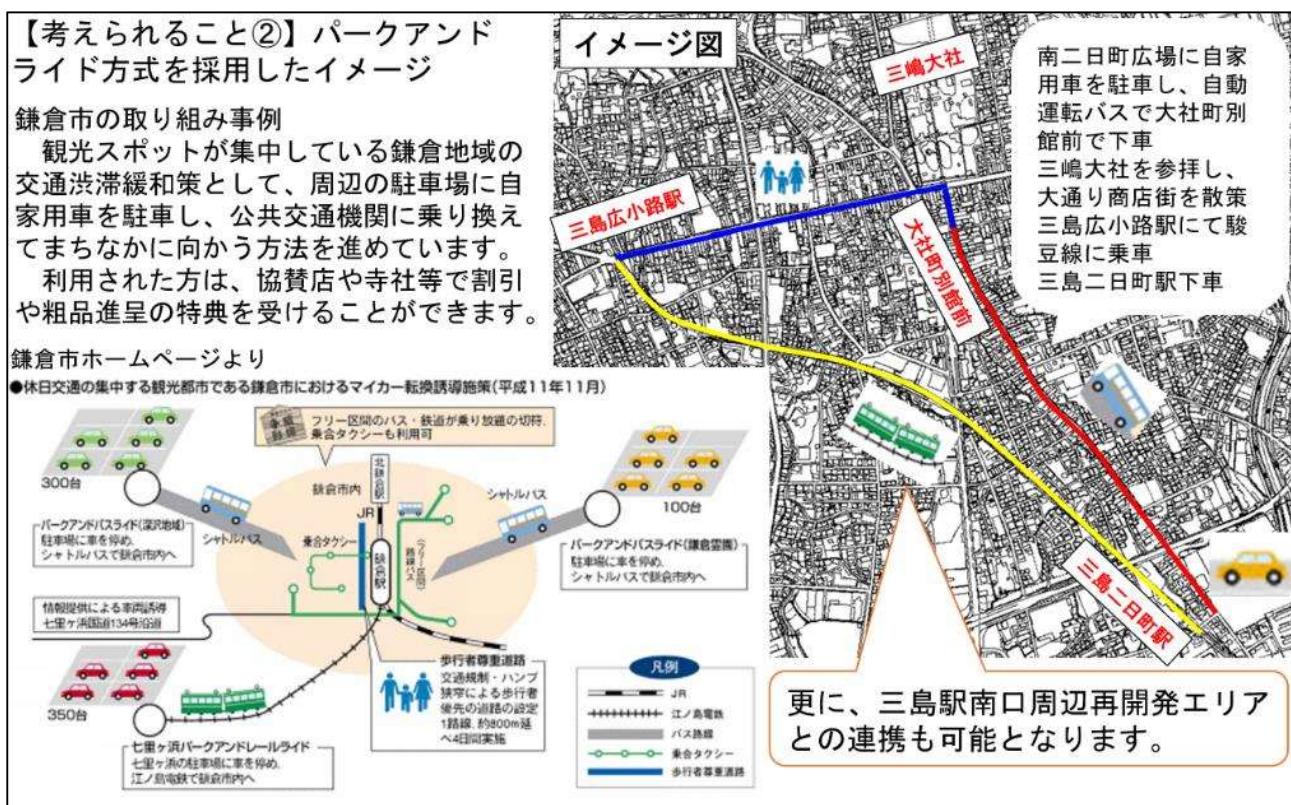 【考えられること②】パークアンド
ライド方式を採用したイメージ
鎌倉市の取り組み事例
観光スポットが集中している鎌倉地域の
交通渋滞緩和策として、周辺の駐車場に自
家用車を駐車し、公共交通機関に乗り換え
てまちなかに向かう方法を進めています。
利用された方は、協賛店や寺社等で割引
や粗品進呈の特典を受けることができます。
鎌倉市ホームページより
●休日交通の集中する観光都市である鎌倉市におけるマイカー転換誘導施策(平成11年11月)
フリー区間のバス・鉄道が乗り放題の切符.
乗合タクシーも利用可
300台
鎌倉市内
北鎌倉駅
JR
シャトルバス
100台
パークアンドバスライド(深沢地域)
駐車場に車を停め.
シャトルバスで鎌倉市内へ
シャトルバス
乗合タクシー
鎌倉駅
路線バス
(フリー区間)
パークアンドバスライド(鎌倉霊園)
駐車場に車を停め.
シャトルバスで鎌倉市内へ
情報提供による車両誘導
七里ヶ浜国道134号沿道
350台
七里ヶ浜パークアンドレールライド
七里ヶ浜の駐車場に車を停め.
江ノ島電鉄で鎌倉市内へ
歩行者尊重道路
交通規制・ハンプ
狭窄による歩行者
優先の道路の設定
1路線.約800m延
べ4日間実施
凡例
JR
江ノ島電鉄
バス路線
乗合タクシー
歩行者尊重道路
イメージ図
三嶋大社
三島広小路駅
大社町別館前
三島二日町駅
南二日町広場に自家
用車を駐車し、自動
運転バスで大社町別
館前で下車
三嶋大社を参拝し、
大通り商店街を散策
三島広小路駅にて駿
豆線に乗車
三島二日町駅下車
更に、三島駅南口周辺再開発エリア
との連携も可能となります。